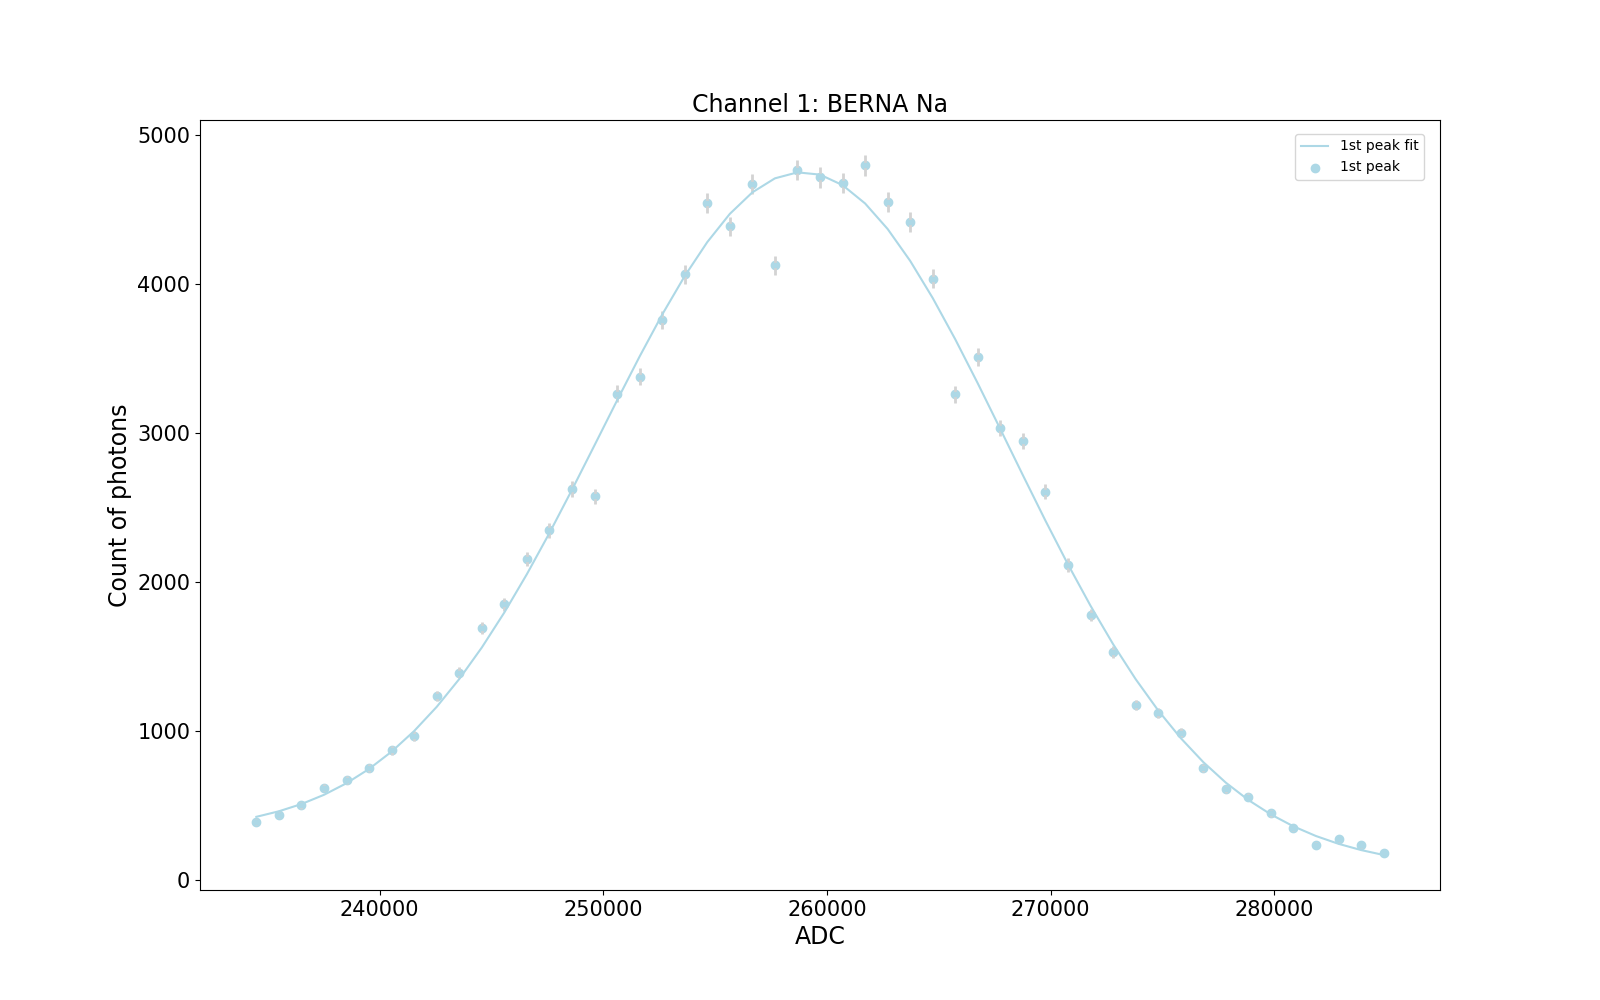 Channel 1: BERNA Na
1st peak fit
1st peak
Count of photons
5000
4000
3000
2000
1000
0
240000
250000
260000
270000
280000
ADC